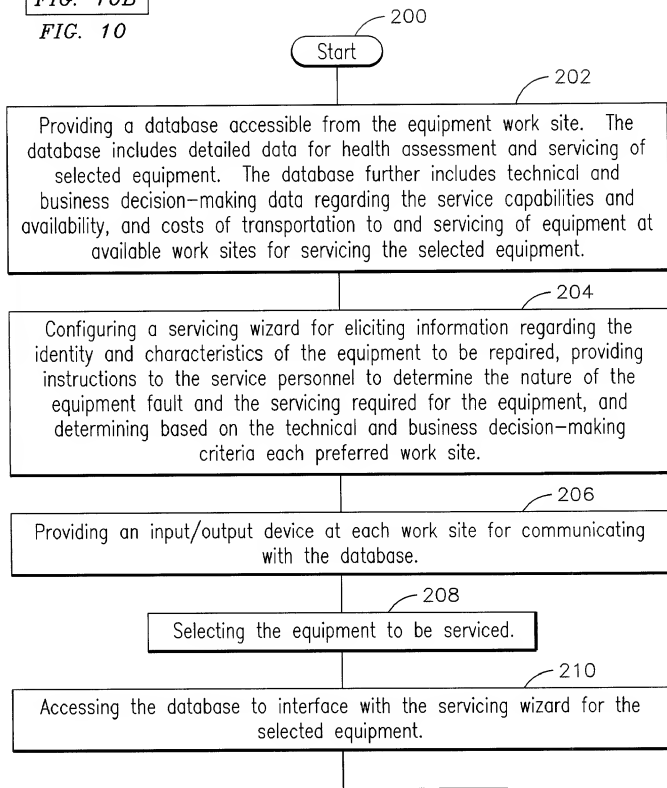 FIG. 10B
FIG. 10
200
Start
202
Providing a database accessible from the equipment work site. The
database includes detailed data for health assessment and servicing of
selected equipment. The database further includes technical and
business decision-making data regarding the service capabilities and
availability, and costs of transportation to and servicing of equipment at
available work sites for servicing the selected equipment.
204
Configuring a servicing wizard for eliciting information regarding the
identity and characteristics of the equipment to be repaired, providing
instructions to the service personnel to determine the nature of the
equipment fault and the servicing required for the equipment, and
determining based on the technical and business decision-making
criteria each preferred work site.
206
Providing an input/output device at each work site for communicating
with the database.
208
Selecting the equipment to be serviced.
210
Accessing the database to interface with the servicing wizard for the
selected equipment.